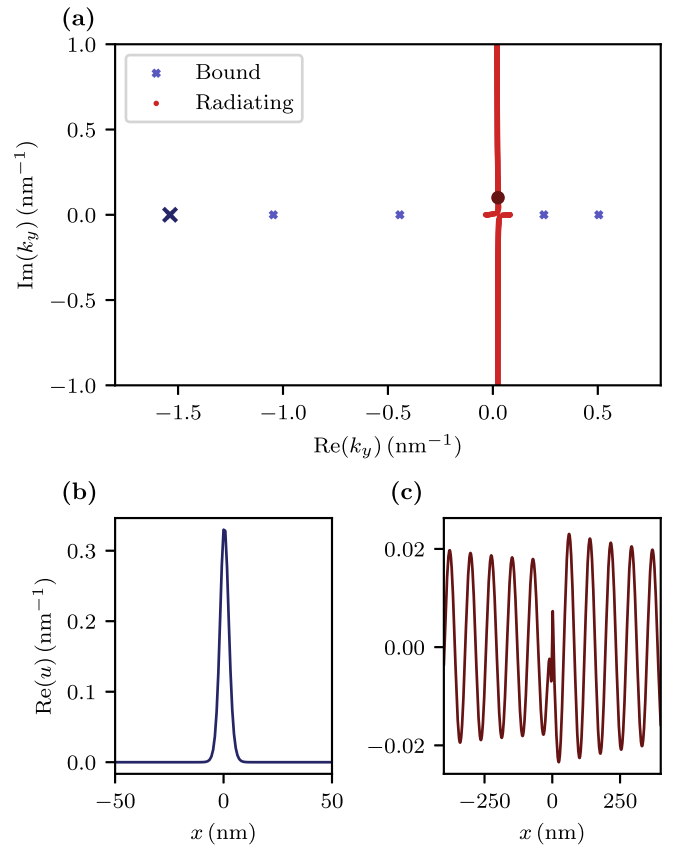 (a)
1.0
0.5
0.0
−0.5
−1.0
Im(k_y) (nm⁻¹)
Bound
Radiating
−1.5 −1.0 −0.5 0.0 0.5
Re(k_y) (nm⁻¹)
(b)
0.3
0.2
0.1
0.0
Re(u) (nm⁻¹)
−50 0 50
x (nm)
(c)
0.02
0.00
−0.02
−250 0 250
x (nm)